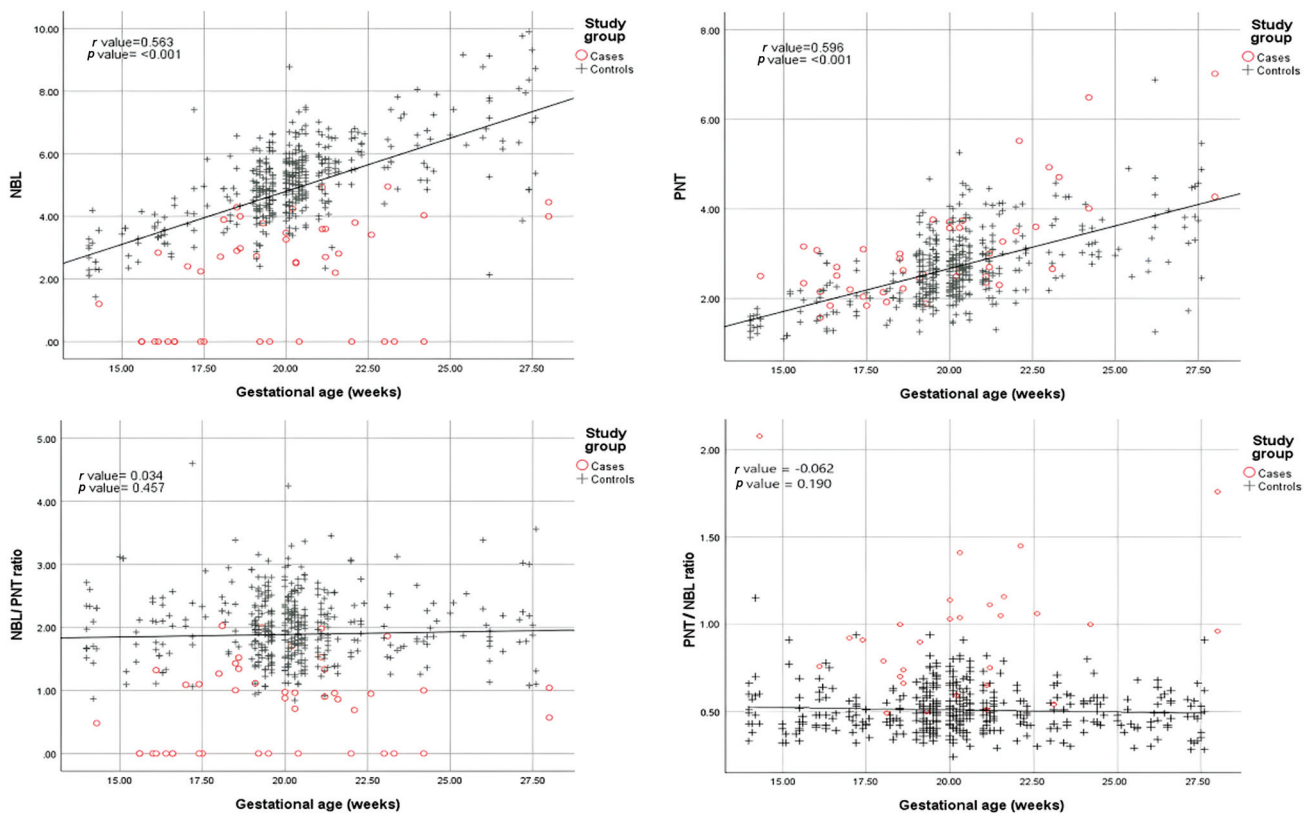 Study
group
Cases
Controls
r value=0.563
p value= <0.001
10.00
8.00
6.00
4.00
2.00
.00
NBL
15.00 17.50 20.00 22.50 25.00 27.50
Gestational age (weeks)
Study
group
Cases
Controls
r value=0.596
p value= <0.001
8.00
6.00
4.00
2.00
PNT
15.00 17.50 20.00 22.50 25.00 27.50
Gestational age (weeks)
Study
group
Cases
Controls
r value= 0.034
p value= 0.457
5.00
4.00
3.00
2.00
1.00
.00
NBL/ PNT ratio
15.00 17.50 20.00 22.50 25.00 27.50
Gestational age (weeks)
Study
group
Cases
Controls
r value = -0.062
p value = 0.190
2.00
1.50
1.00
0.50
PNT / NBL ratio
15.00 17.50 20.00 22.50 25.00 27.50
Gestational age (weeks)